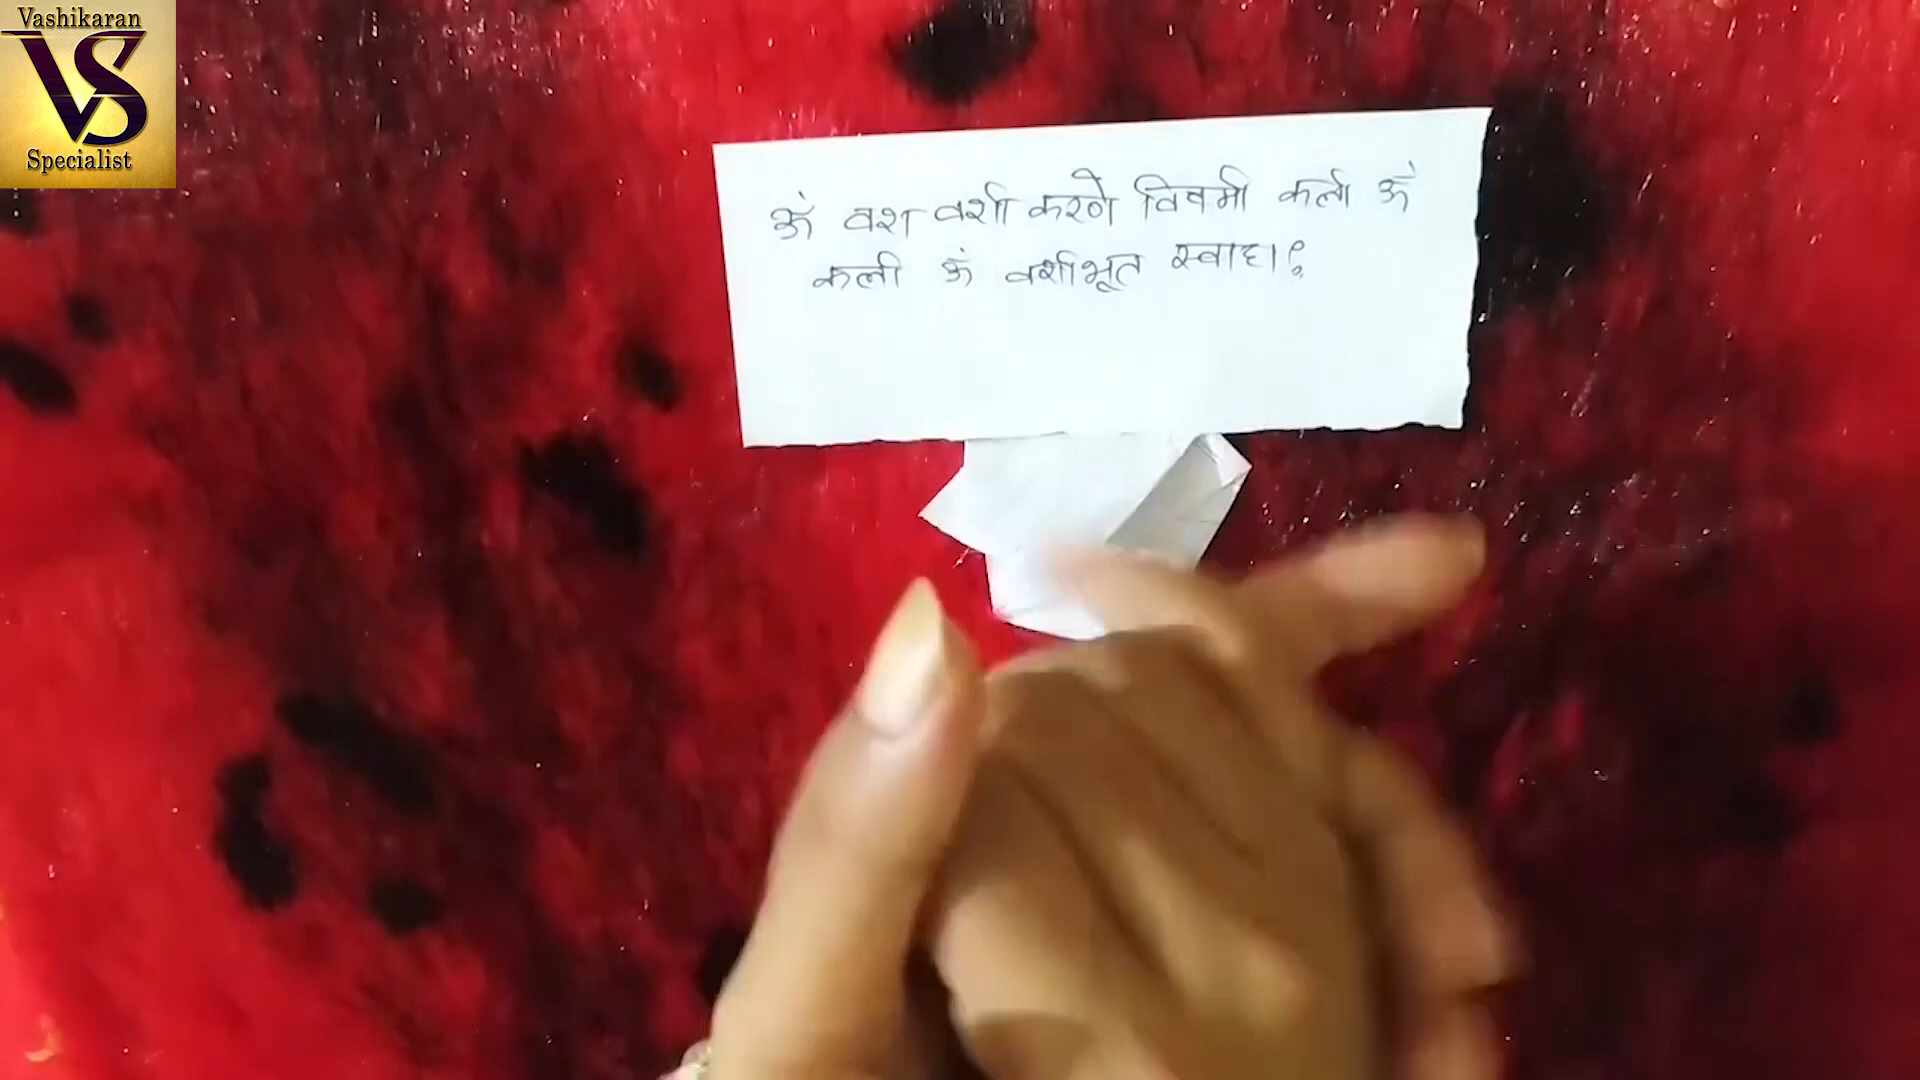 Vashikaran
VS
Specialist
ॐ वश वशी करणे विषमी कली ॐ
कली ॐ वशीभूत स्वाहा।